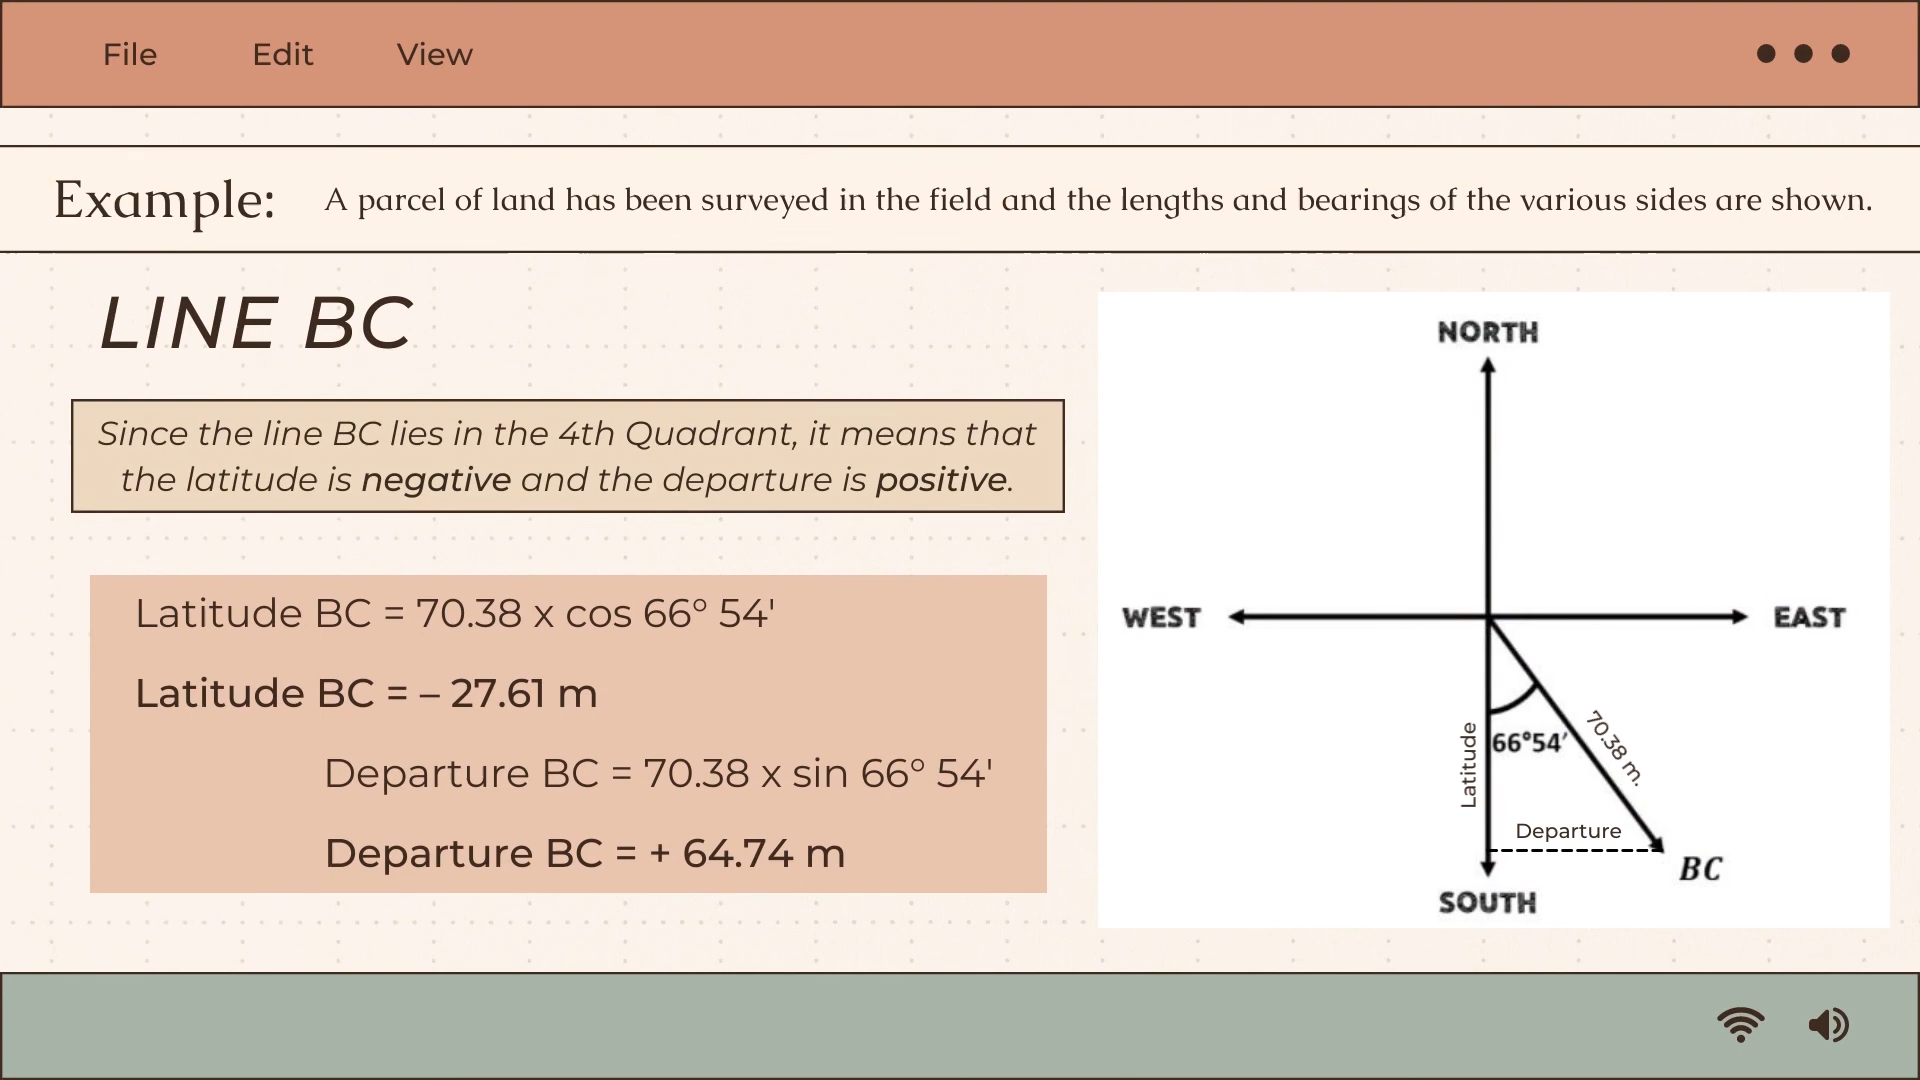 File Edit View
Example: A parcel of land has been surveyed in the field and the lengths and bearings of the various sides are shown.
LINE BC
Since the line BC lies in the 4th Quadrant, it means that
the latitude is negative and the departure is positive.
Latitude BC = 70.38 x cos 66° 54'
Latitude BC = – 27.61 m
Departure BC = 70.38 x sin 66° 54'
Departure BC = + 64.74 m
NORTH
WEST
EAST
Latitude
66°54′
70.38 m.
Departure
BC
SOUTH